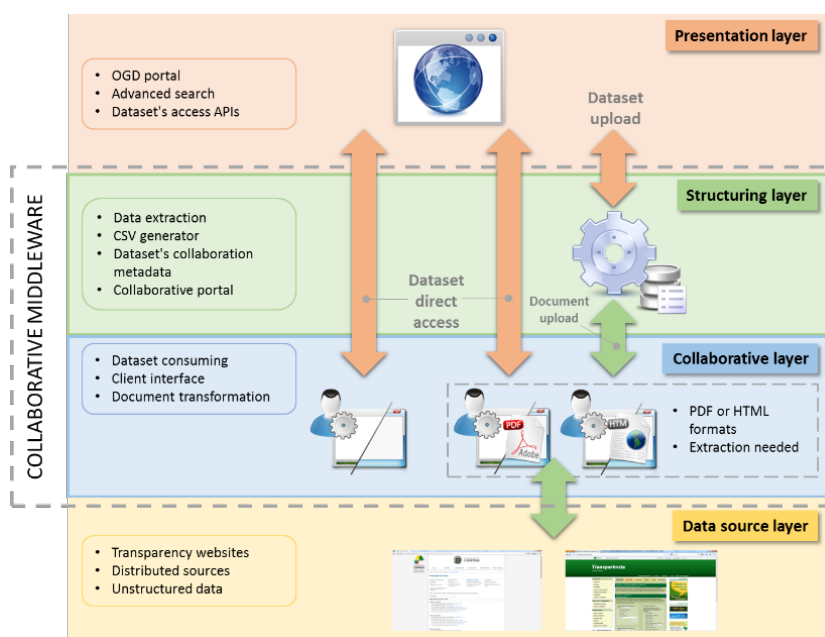 Presentation layer
• OGD portal
• Advanced search
• Dataset's access APIs
Dataset
upload
COLLABORATIVE MIDDLEWARE
Structuring layer
• Data extraction
• CSV generator
• Dataset's collaboration
metadata
• Collaborative portal
Dataset
direct
access
Document
upload
Collaborative layer
• Dataset consuming
• Client interface
• Document transformation
PDF
Adobe
HTM
• PDF or HTML
formats
• Extraction needed
Data source layer
• Transparency websites
• Distributed sources
• Unstructured data
Transparência